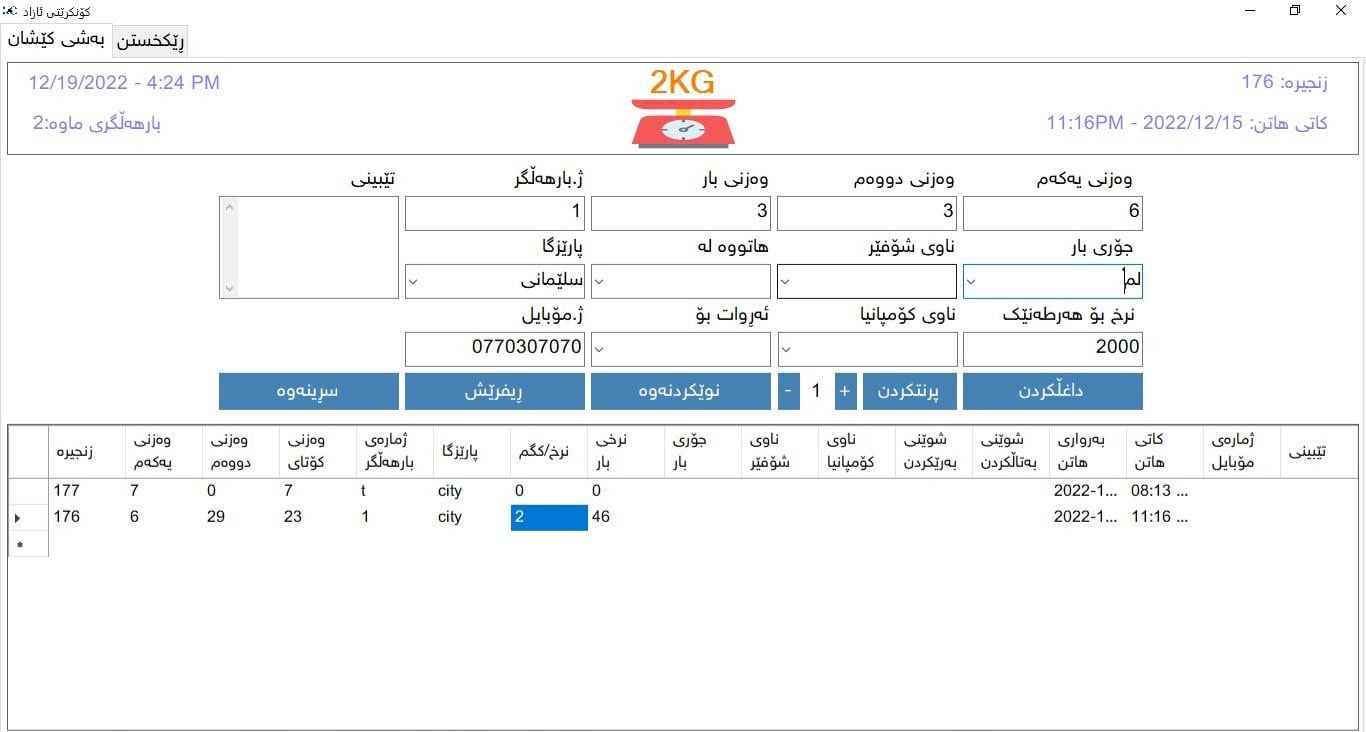 کۆنکرێتی ئازاد
بەشی کێشان
ڕێکخستن
12/19/2022 - 4:24 PM
2KG
زنجیرە: 176
بارهەڵگری ماوە:2
کاتی هاتن: 2022/12/15 - 11:16PM
وەزنی یەکەم
وەزنی دووەم
وەزنی بار
ژ.بارهەڵگر
تێبینی
6
3
3
1
جۆری بار
ناوی شۆفێر
هاتووە لە
پارێزگا
لم
سلێمانی
نرخ بۆ هەرطەنێک
ناوی کۆمپانیا
ئەڕوات بۆ
ژ.مۆبایل
2000
0770307070
داغڵکردن
پرنتکردن
+ 1 -
نوێکردنەوە
ڕیفرێش
سڕینەوە
زنجیرە
وەزنی یەکەم
وەزنی دووەم
وەزنی کۆتای
ژمارەی بارهەڵگر
پارێزگا
نرخ/کگم
نرخی بار
جۆری بار
ناوی شۆفێر
ناوی کۆمپانیا
شوێنی بەرێکردن
شوێنی بەتاڵکردن
بەرواری هاتن
کاتی هاتن
ژمارەی مۆبایل
تێبینی
177 7 0 7 t city 0 0 2022-1... 08:13 ...
176 6 29 23 1 city 2 46 2022-1... 11:16 ...